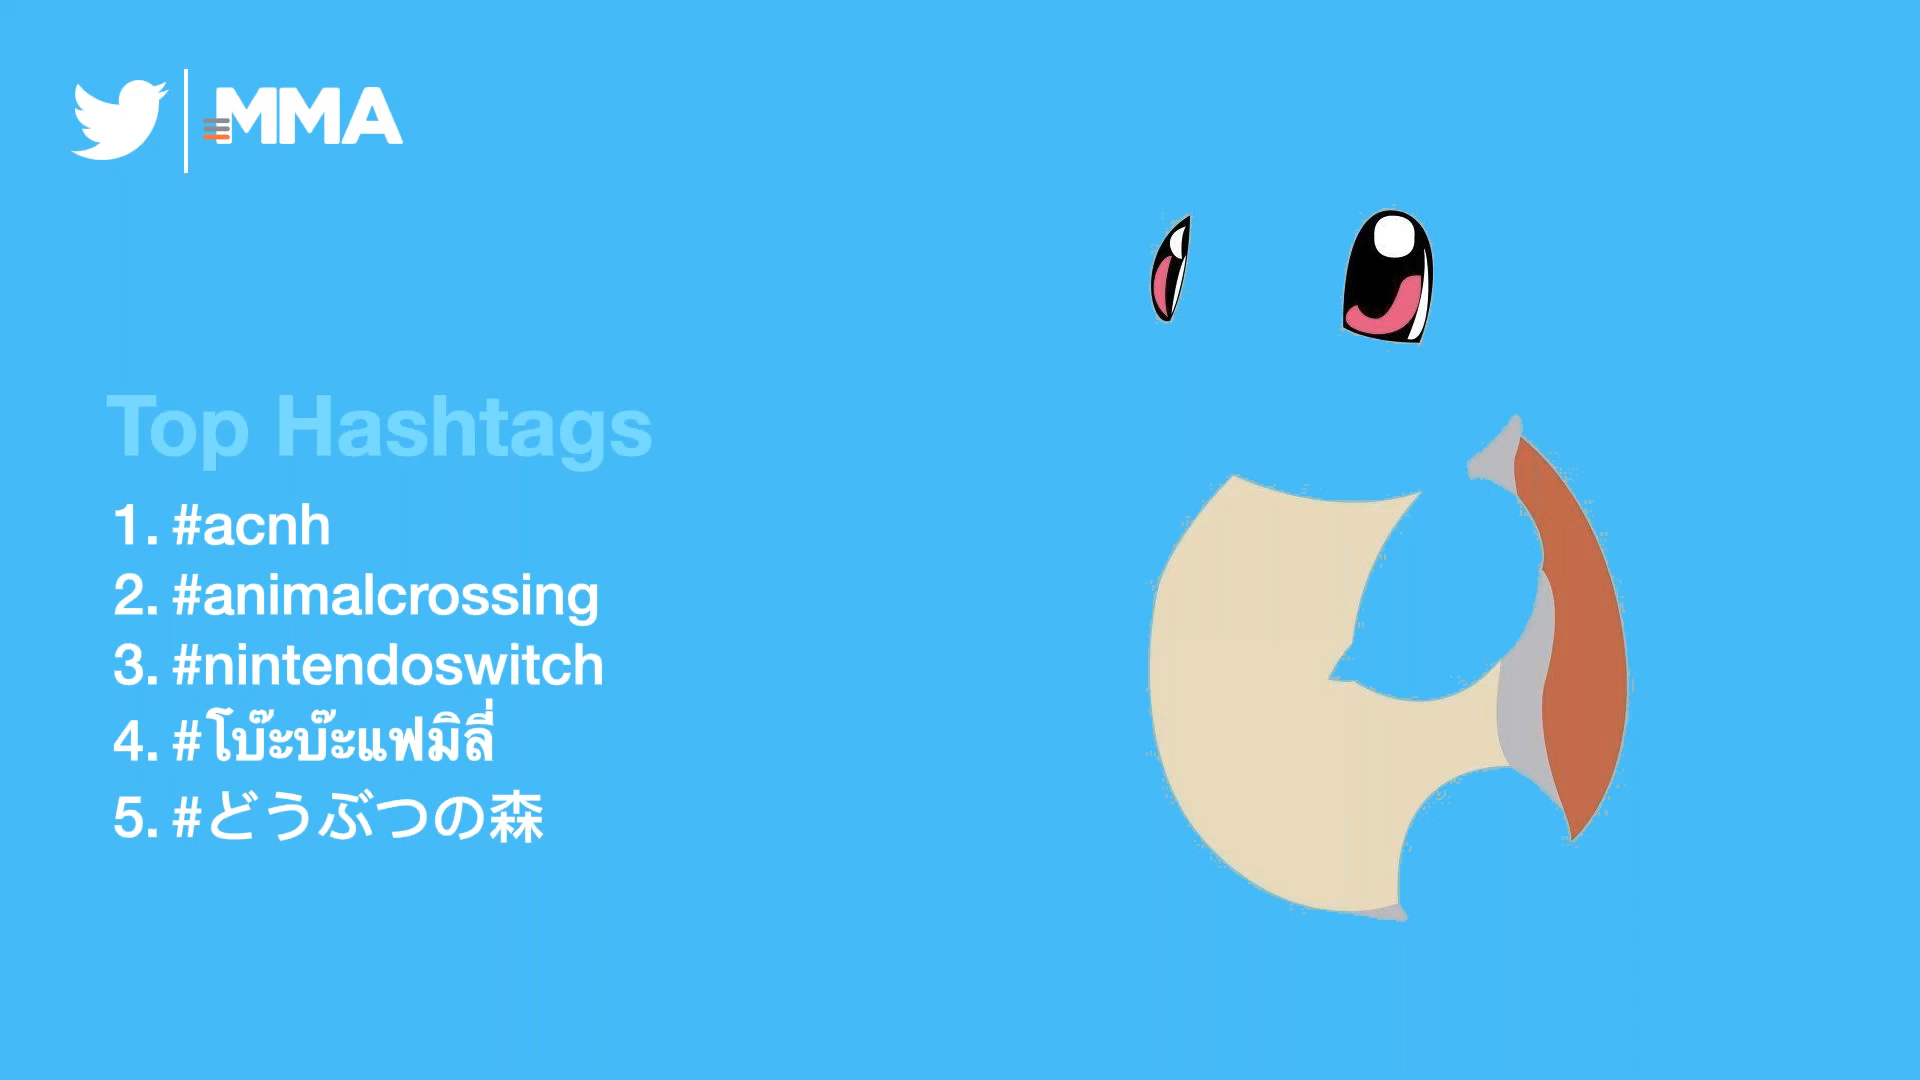 MMA
Top Hashtags
1. #acnh
2. #animalcrossing
3. #nintendoswitch
4. #โบ๊ะบ๊ะแฟมิลี่
5. #どうぶつの森